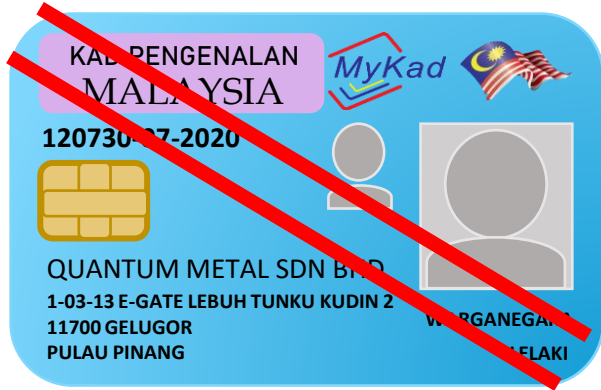 KAD PENGENALAN
MALAYSIA
MyKad
120730-07-2020
QUANTUM METAL SDN BHD
1-03-13 E-GATE LEBUH TUNKU KUDIN 2
11700 GELUGOR
PULAU PINANG
WARGANEGARA
LELAKI